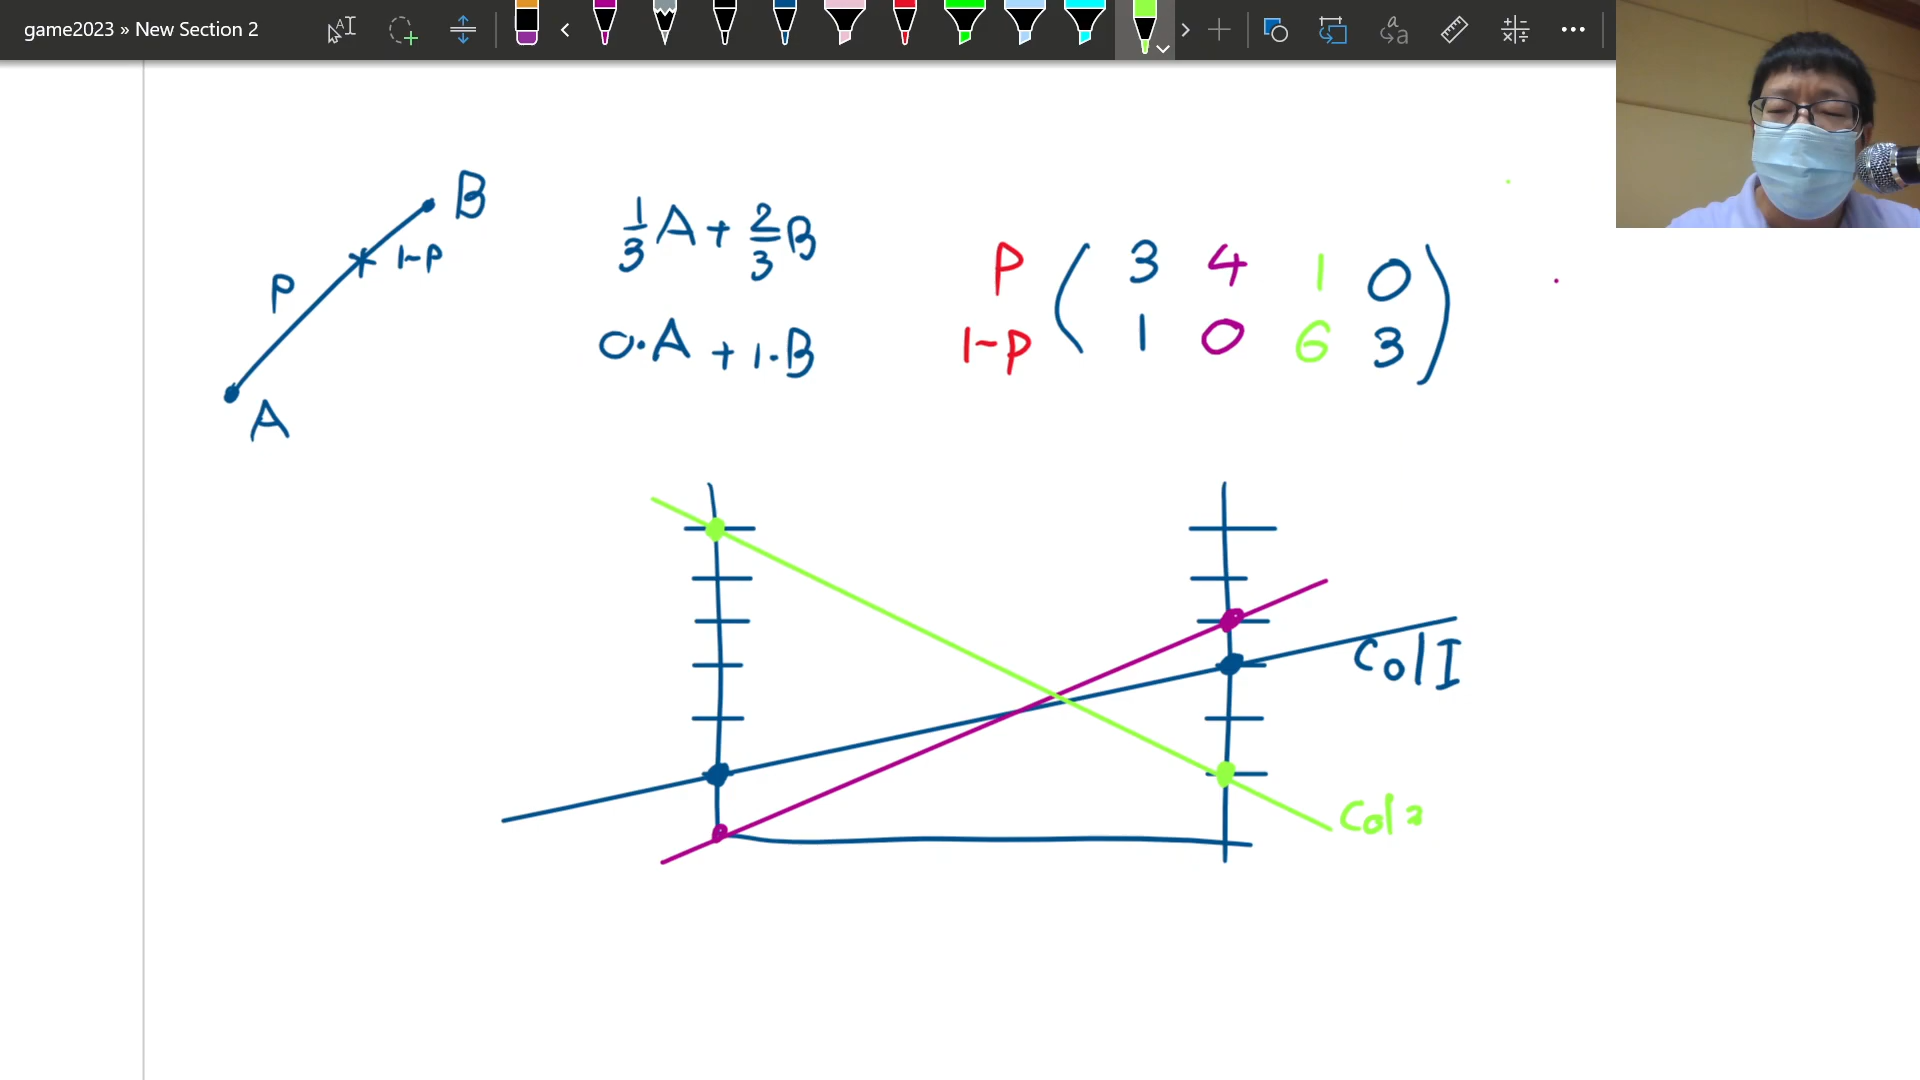 game2023 » New Section 2
B
1-P
P
A
1/3 A + 2/3 B
0·A + 1·B
P ( 3 4 1 0 )
1-P ( 1 0 6 3 )
Col I
Col 2